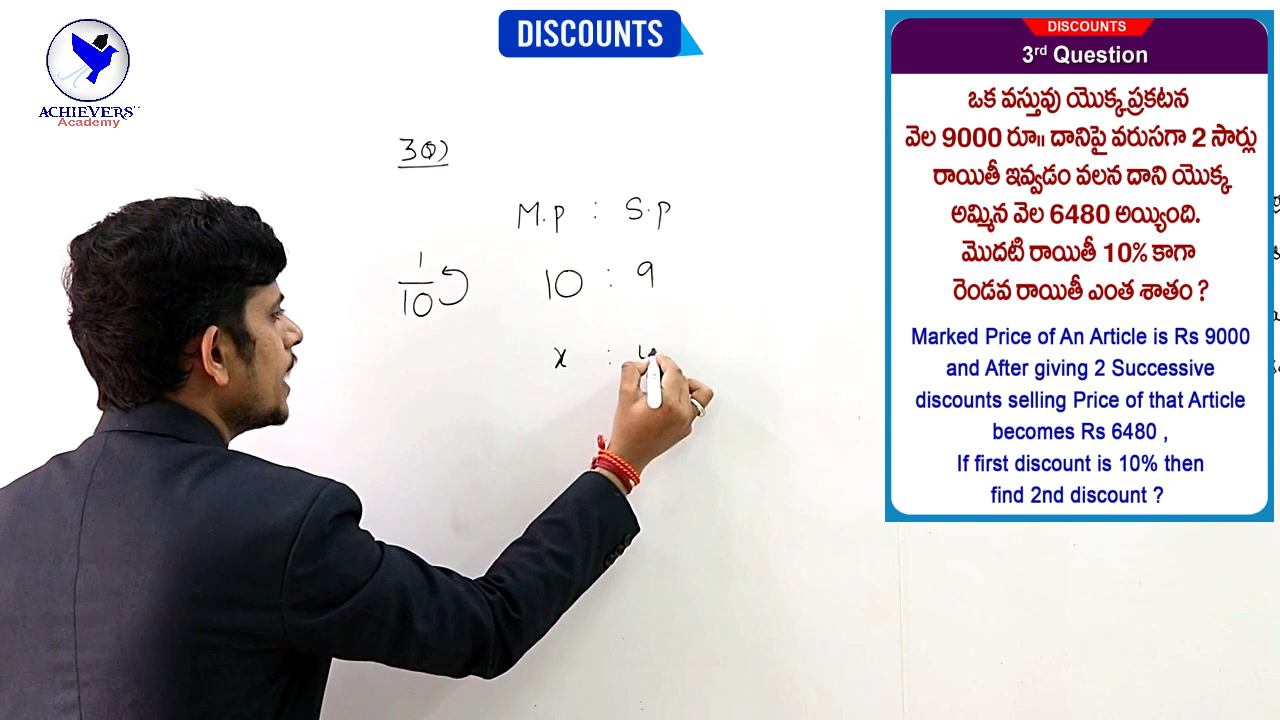 DISCOUNTS
ACHIEVERS
Academy
3Q)
M.P : S.P
1/10
10 : 9
x :
DISCOUNTS
3rd Question
ఒక వస్తువు యొక్క ప్రకటన
వెల 9000 రూ॥ దానిపై వరుసగా 2 సార్లు
రాయితీ ఇవ్వడం వలన దాని యొక్క
అమ్మిన వెల 6480 అయ్యింది.
మొదటి రాయితీ 10% కాగా
రెండవ రాయితీ ఎంత శాతం ?
Marked Price of An Article is Rs 9000
and After giving 2 Successive
discounts selling Price of that Article
becomes Rs 6480 ,
If first discount is 10% then
find 2nd discount ?